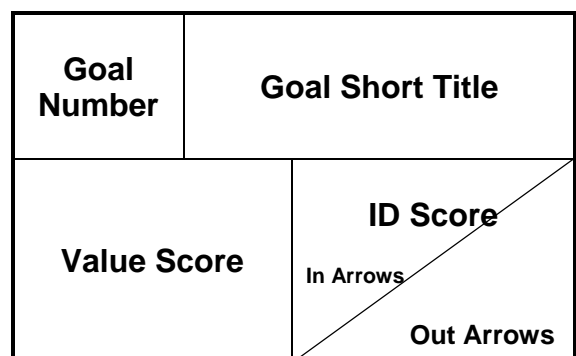 Goal
Number
Goal Short Title
Value Score
ID Score
In Arrows
Out Arrows